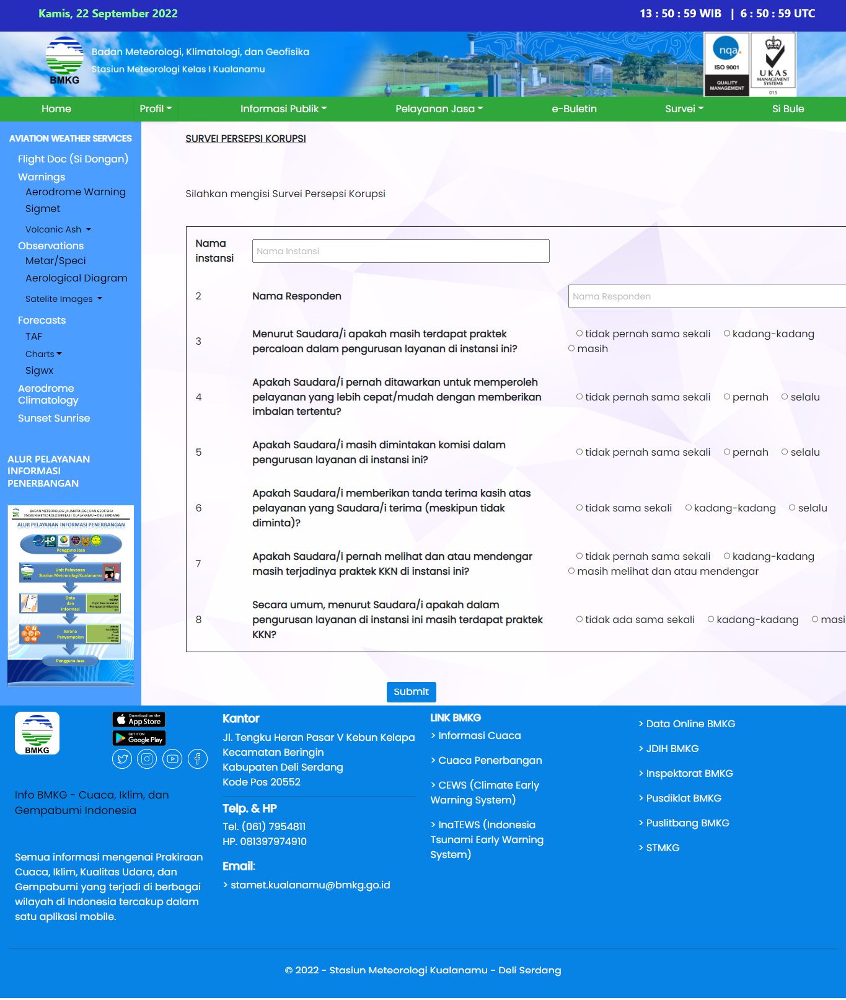 Kamis, 22 September 2022
13 : 50 : 59 WIB | 6 : 50 : 59 UTC
BMKG
Badan Meteorologi, Klimatologi, dan Geofisika
Stasiun Meteorologi Kelas I Kualanamu
nqa.
ISO 9001
QUALITY
MANAGEMENT
UKAS
MANAGEMENT
SYSTEMS
015
Home
Profil
Informasi Publik
Pelayanan Jasa
e-Buletin
Survei
Si Bule
AVIATION WEATHER SERVICES
Flight Doc (Si Dongan)
Warnings
Aerodrome Warning
Sigmet
Volcanic Ash
Observations
Metar/Speci
Aerological Diagram
Satelite Images
Forecasts
TAF
Charts
Sigwx
Aerodrome
Climatology
Sunset Sunrise
ALUR PELAYANAN
INFORMASI
PENERBANGAN
BADAN METEOROLOGI, KLIMATOLOGI, DAN GEOFISIKA
STASIUN METEOROLOGI KELAS I KUALANAMU – DELI SERDANG
ALUR PELAYANAN INFORMASI PENERBANGAN
Pengguna Jasa
Unit Pelayanan
Stasiun Meteorologi Kualanamu
Data
dan
Informasi
Sarana
Penyampaian
Pengguna Jasa
SURVEI PERSEPSI KORUPSI
Silahkan mengisi Survei Persepsi Korupsi
Nama
instansi
Nama Instansi
2 Nama Responden
Nama Responden
3 Menurut Saudara/i apakah masih terdapat praktek
percaloan dalam pengurusan layanan di instansi ini?
tidak pernah sama sekali kadang-kadang
masih
4 Apakah Saudara/i pernah ditawarkan untuk memperoleh
pelayanan yang lebih cepat/mudah dengan memberikan
imbalan tertentu?
tidak pernah sama sekali pernah selalu
5 Apakah Saudara/i masih dimintakan komisi dalam
pengurusan layanan di instansi ini?
tidak pernah sama sekali pernah selalu
6 Apakah Saudara/i memberikan tanda terima kasih atas
pelayanan yang Saudara/i terima (meskipun tidak
diminta)?
tidak sama sekali kadang-kadang selalu
7 Apakah Saudara/i pernah melihat dan atau mendengar
masih terjadinya praktek KKN di instansi ini?
tidak pernah sama sekali kadang-kadang
masih melihat dan atau mendengar
8 Secara umum, menurut Saudara/i apakah dalam
pengurusan layanan di instansi ini masih terdapat praktek
KKN?
tidak ada sama sekali kadang-kadang masi
Submit
BMKG
Download on the
App Store
GET IT ON
Google Play
Info BMKG - Cuaca, Iklim, dan
Gempabumi Indonesia
Semua informasi mengenai Prakiraan
Cuaca, Iklim, Kualitas Udara, dan
Gempabumi yang terjadi di berbagai
wilayah di Indonesia tercakup dalam
satu aplikasi mobile.
Kantor
Jl. Tengku Heran Pasar V Kebun Kelapa
Kecamatan Beringin
Kabupaten Deli Serdang
Kode Pos 20552
Telp. & HP
Tel. (061) 7954811
HP. 081397974910
Email:
> stamet.kualanamu@bmkg.go.id
LINK BMKG
> Informasi Cuaca
> Cuaca Penerbangan
> CEWS (Climate Early
Warning System)
> InaTEWS (Indonesia
Tsunami Early Warning
System)
> Data Online BMKG
> JDIH BMKG
> Inspektorat BMKG
> Pusdiklat BMKG
> Puslitbang BMKG
> STMKG
© 2022 - Stasiun Meteorologi Kualanamu - Deli Serdang